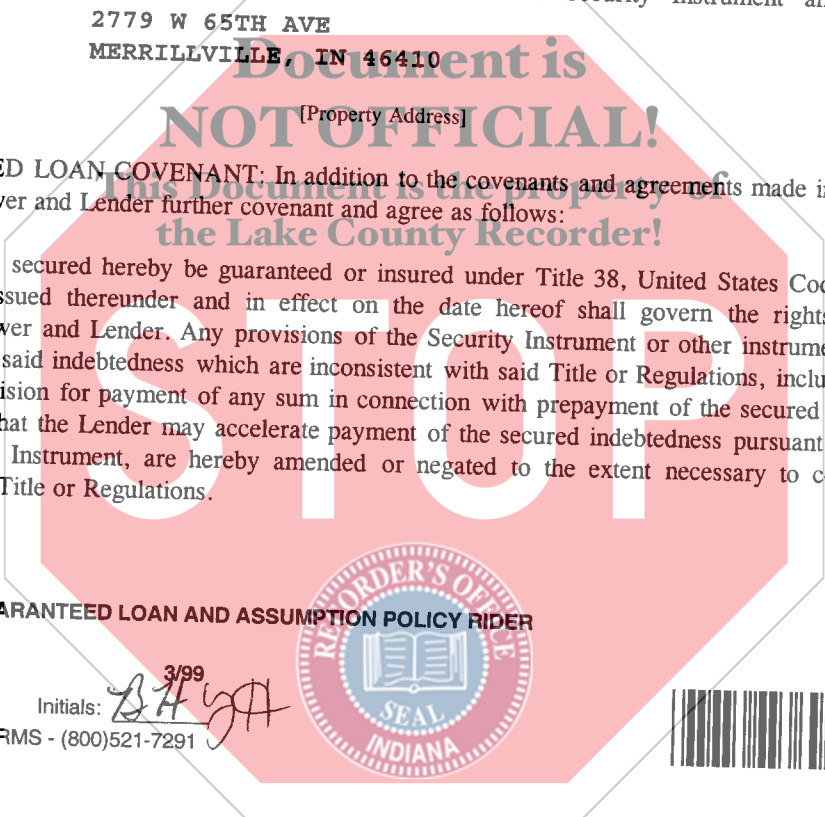 2779 W 65TH AVE
MERRILLVILLE, IN 46410
Document is
[Property Address]
NOT OFFICIAL!
ED LOAN COVENANT: In addition to the covenants and agreements made in
This Document is the property of
ver and Lender further covenant and agree as follows:
the Lake County Recorder!
secured hereby be guaranteed or insured under Title 38, United States Cod
ssued thereunder and in effect on the date hereof shall govern the rights
wer and Lender. Any provisions of the Security Instrument or other instrume
said indebtedness which are inconsistent with said Title or Regulations, inclu
ision for payment of any sum in connection with prepayment of the secured
hat the Lender may accelerate payment of the secured indebtedness pursuant
Instrument, are hereby amended or negated to the extent necessary to c
Title or Regulations.
STOP
ARANTEED LOAN AND ASSUMPTION POLICY RIDER
RECORDER'S OFFICE
SEAL
INDIANA
3/99
Initials: BH YH
RMS - (800)521-7291